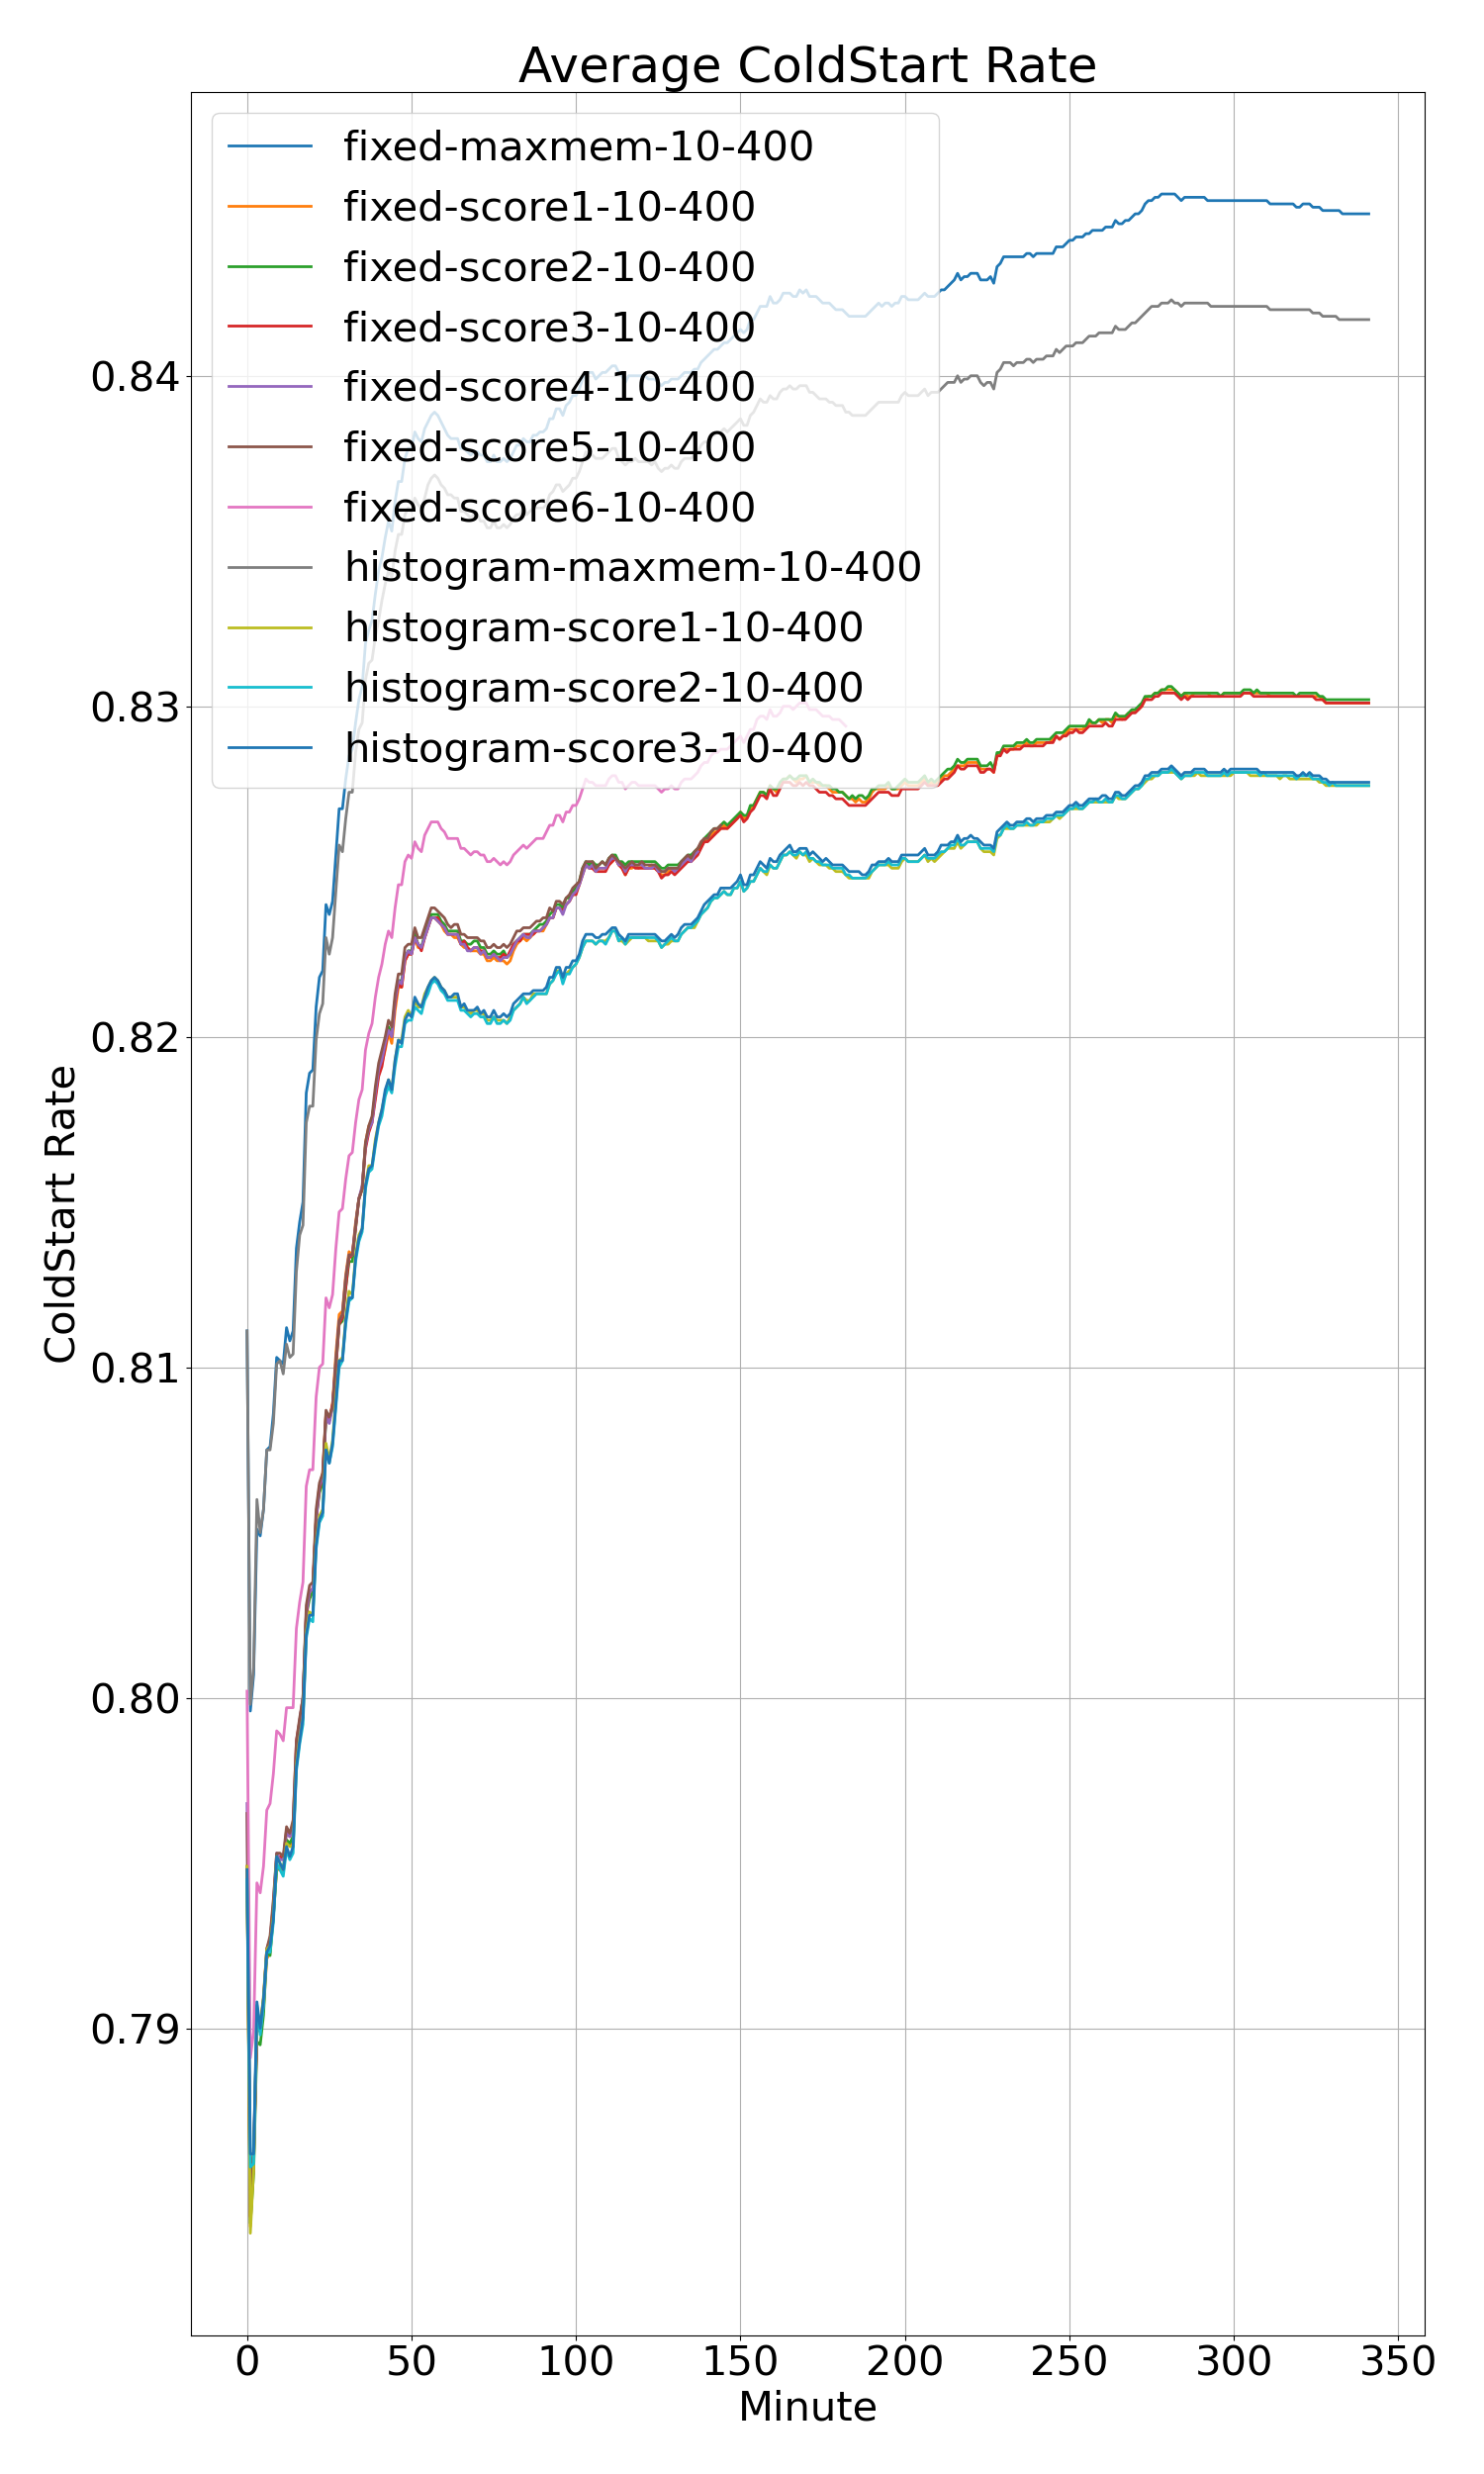 Average ColdStart Rate
fixed-maxmem-10-400
fixed-score1-10-400
fixed-score2-10-400
fixed-score3-10-400
fixed-score4-10-400
fixed-score5-10-400
fixed-score6-10-400
histogram-maxmem-10-400
histogram-score1-10-400
histogram-score2-10-400
histogram-score3-10-400
0.84
0.83
0.82
0.81
0.80
0.79
ColdStart Rate
0 50 100 150 200 250 300 350
Minute